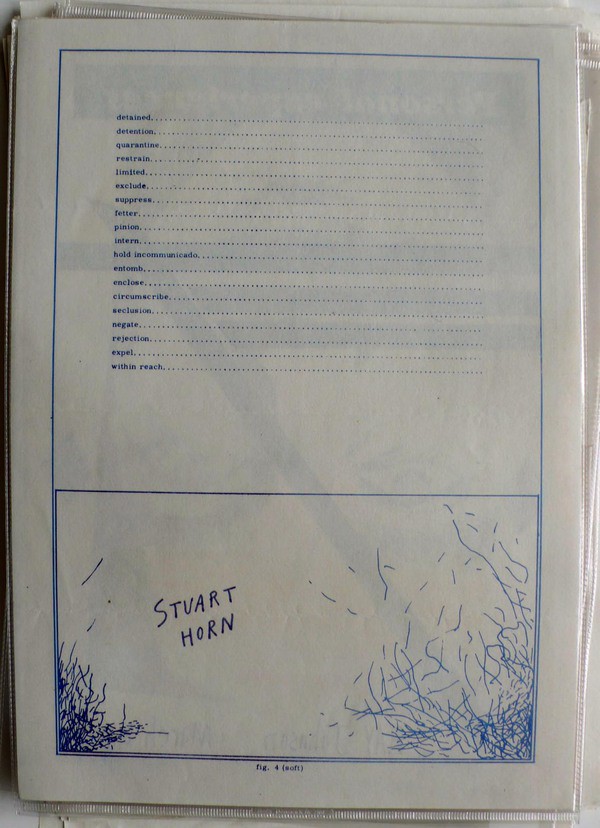 detained
detention
quarantine
restrain
limited
exclude
suppress
fetter
pinion
intern
hold incommunicado
entomb
enclose
circumscribe
seclusion
negate
rejection
expel
within reach
STUART
HORN
fig. 4 (soft)